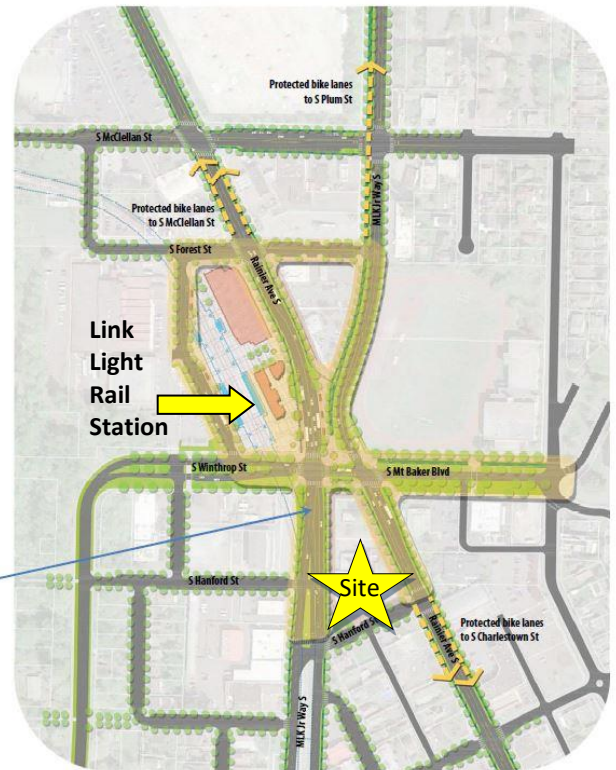 Protected bike lanes
to S Plum St
S McClellan St
MLK Jr Way S
Protected bike lanes
to S McClellan St
S Forest St
Rainier Ave S
Link
Light
Rail
Station
S Winthrop St
S Mt Baker Blvd
S Hanford St
Site
S Hanford St
Protected bike lanes
to S Charlestown St
Rainier Ave S
MLK Jr Way S